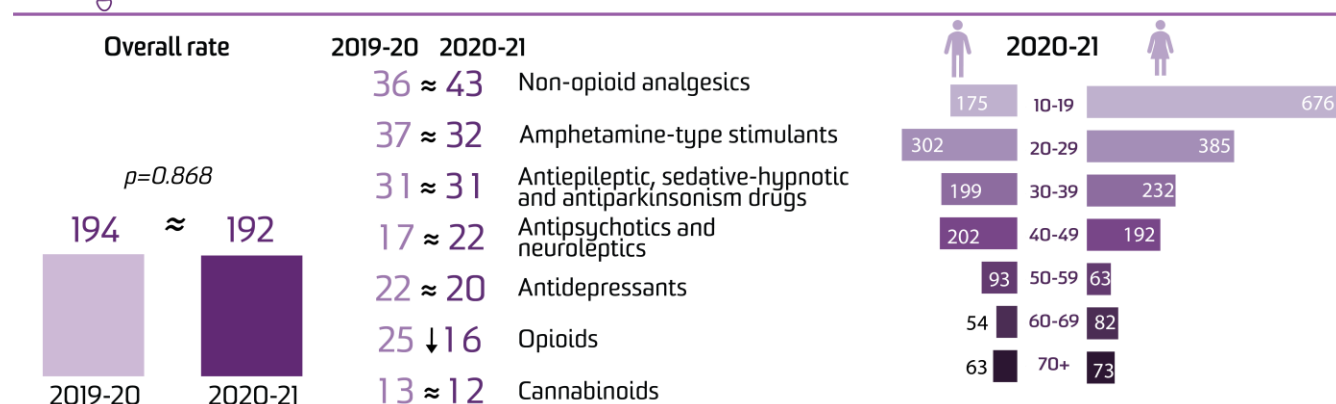 Overall rate
p=0.868
194 ≈ 192
2019-20 2020-21
2019-20 2020-21
36 ≈ 43 Non-opioid analgesics
37 ≈ 32 Amphetamine-type stimulants
31 ≈ 31 Antiepileptic, sedative-hypnotic
and antiparkinsonism drugs
17 ≈ 22 Antipsychotics and
neuroleptics
22 ≈ 20 Antidepressants
25 ↓ 16 Opioids
13 ≈ 12 Cannabinoids
2020-21
175 10-19 676
302 20-29 385
199 30-39 232
202 40-49 192
93 50-59 63
54 60-69 82
63 70+ 73